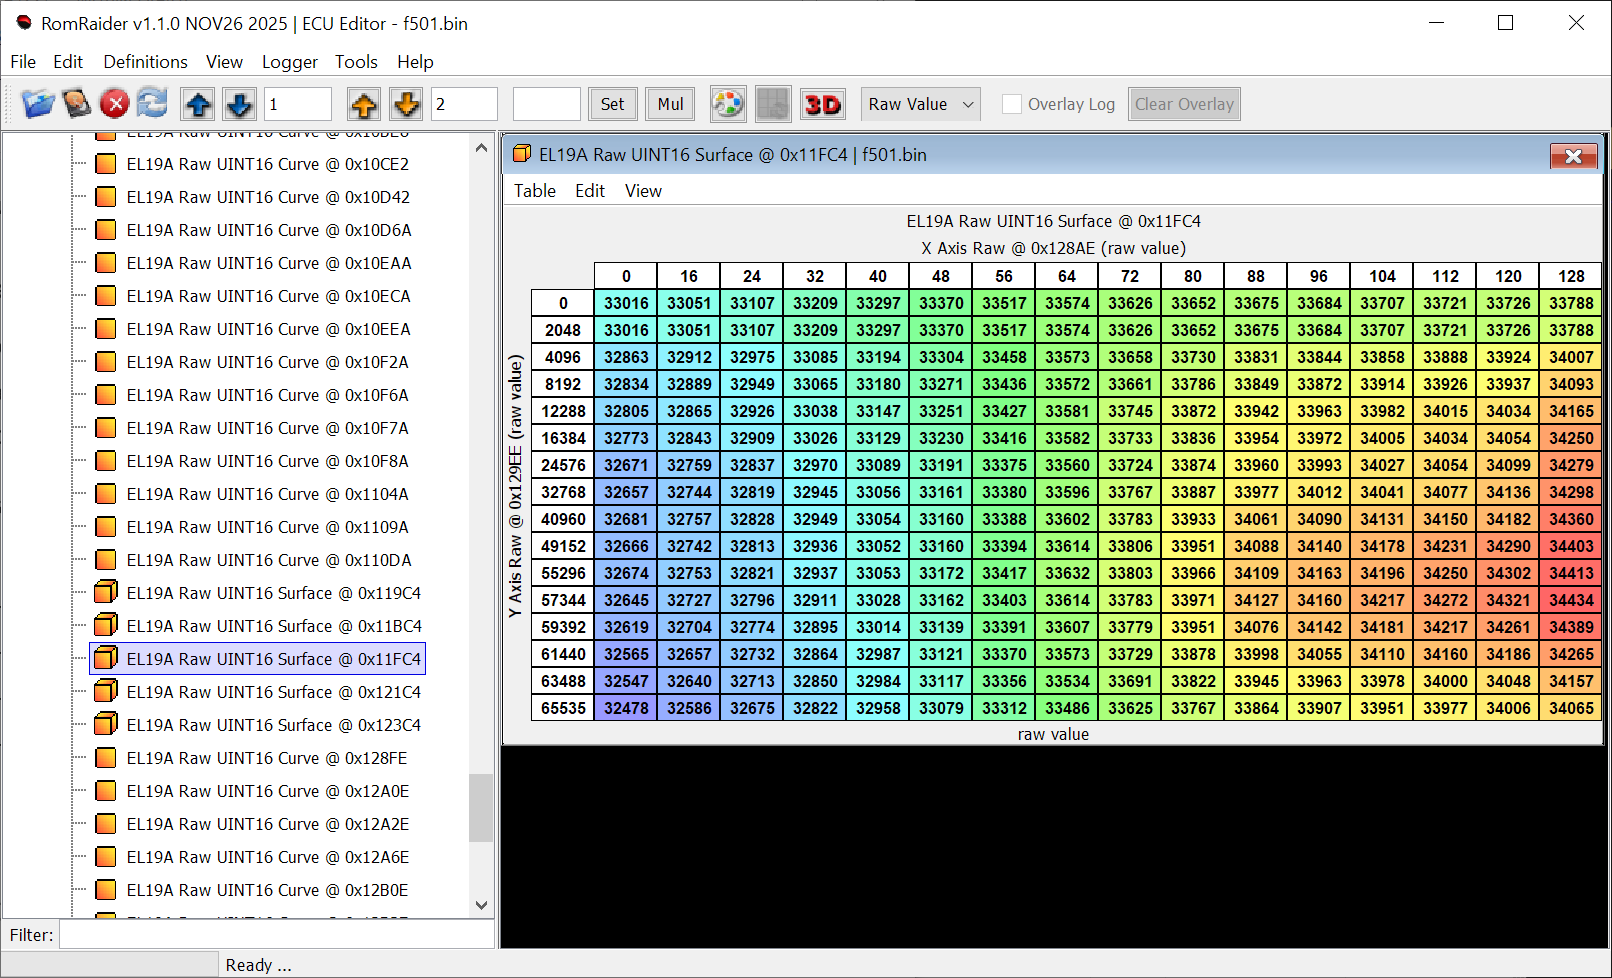 RomRaider v1.1.0 NOV26 2025 | ECU Editor - f501.bin
File Edit Definitions View Logger Tools Help
1 2 Set Mul 3D Raw Value Overlay Log Clear Overlay
EL19A Raw UINT16 Curve @ 0x10CE2
EL19A Raw UINT16 Curve @ 0x10D42
EL19A Raw UINT16 Curve @ 0x10D6A
EL19A Raw UINT16 Curve @ 0x10EAA
EL19A Raw UINT16 Curve @ 0x10ECA
EL19A Raw UINT16 Curve @ 0x10EEA
EL19A Raw UINT16 Curve @ 0x10F2A
EL19A Raw UINT16 Curve @ 0x10F6A
EL19A Raw UINT16 Curve @ 0x10F7A
EL19A Raw UINT16 Curve @ 0x10F8A
EL19A Raw UINT16 Curve @ 0x1104A
EL19A Raw UINT16 Curve @ 0x1109A
EL19A Raw UINT16 Curve @ 0x110DA
EL19A Raw UINT16 Surface @ 0x119C4
EL19A Raw UINT16 Surface @ 0x11BC4
EL19A Raw UINT16 Surface @ 0x11FC4
EL19A Raw UINT16 Surface @ 0x121C4
EL19A Raw UINT16 Surface @ 0x123C4
EL19A Raw UINT16 Curve @ 0x128FE
EL19A Raw UINT16 Curve @ 0x12A0E
EL19A Raw UINT16 Curve @ 0x12A2E
EL19A Raw UINT16 Curve @ 0x12A6E
EL19A Raw UINT16 Curve @ 0x12B0E
Filter:
Ready ...
EL19A Raw UINT16 Surface @ 0x11FC4 | f501.bin
Table Edit View
EL19A Raw UINT16 Surface @ 0x11FC4
X Axis Raw @ 0x128AE (raw value)
Y Axis Raw @ 0x129EE (raw value)
0 16 24 32 40 48 56 64 72 80 88 96 104 112 120 128
0 33016 33051 33107 33209 33297 33370 33517 33574 33626 33652 33675 33684 33707 33721 33726 33788
2048 33016 33051 33107 33209 33297 33370 33517 33574 33626 33652 33675 33684 33707 33721 33726 33788
4096 32863 32912 32975 33085 33194 33304 33458 33573 33658 33730 33831 33844 33858 33888 33924 34007
8192 32834 32889 32949 33065 33180 33271 33436 33572 33661 33786 33849 33872 33914 33926 33937 34093
12288 32805 32865 32926 33038 33147 33251 33427 33581 33745 33872 33942 33963 33982 34015 34034 34165
16384 32773 32843 32909 33026 33129 33230 33416 33582 33733 33836 33954 33972 34005 34034 34054 34250
24576 32671 32759 32837 32970 33089 33191 33375 33560 33724 33874 33960 33993 34027 34054 34099 34279
32768 32657 32744 32819 32945 33056 33161 33380 33596 33767 33887 33977 34012 34041 34077 34136 34298
40960 32681 32757 32828 32949 33054 33160 33388 33602 33783 33933 34061 34090 34131 34150 34182 34360
49152 32666 32742 32813 32936 33052 33160 33394 33614 33806 33951 34088 34140 34178 34231 34290 34403
55296 32674 32753 32821 32937 33053 33172 33417 33632 33803 33966 34109 34163 34196 34250 34302 34413
57344 32645 32727 32796 32911 33028 33162 33403 33614 33783 33971 34127 34160 34217 34272 34321 34434
59392 32619 32704 32774 32895 33014 33139 33391 33607 33779 33951 34076 34142 34181 34217 34261 34389
61440 32565 32657 32732 32864 32987 33121 33370 33573 33729 33878 33998 34055 34110 34160 34186 34265
63488 32547 32640 32713 32850 32984 33117 33356 33534 33691 33822 33945 33963 33978 34000 34048 34157
65535 32478 32586 32675 32822 32958 33079 33312 33486 33625 33767 33864 33907 33951 33977 34006 34065
raw value